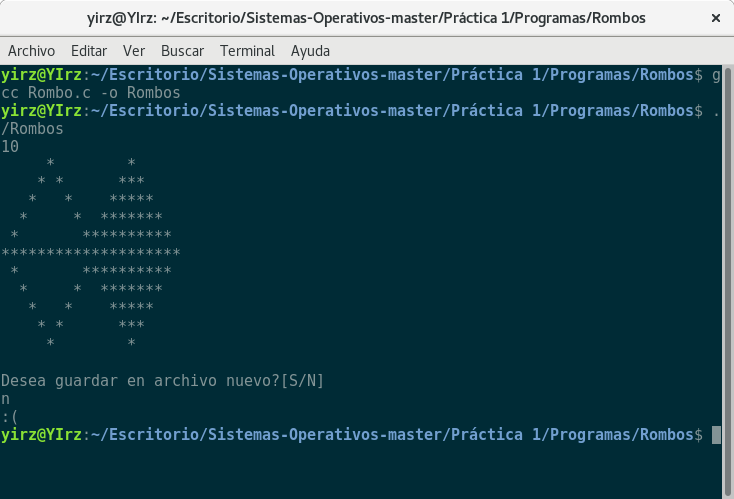 yirz@YIrz: ~/Escritorio/Sistemas-Operativos-master/Práctica 1/Programas/Rombos ×
Archivo Editar Ver Buscar Terminal Ayuda
yirz@YIrz:~/Escritorio/Sistemas-Operativos-master/Práctica 1/Programas/Rombos$ g
cc Rombo.c -o Rombos
yirz@YIrz:~/Escritorio/Sistemas-Operativos-master/Práctica 1/Programas/Rombos$ .
/Rombos
10
     *        *
    * *      ***
   *   *    *****
  *     *  *******
 *       **********
********************
 *       **********
  *     *  *******
   *   *    *****
    * *      ***
     *        *
Desea guardar en archivo nuevo?[S/N]
n
:(
yirz@YIrz:~/Escritorio/Sistemas-Operativos-master/Práctica 1/Programas/Rombos$